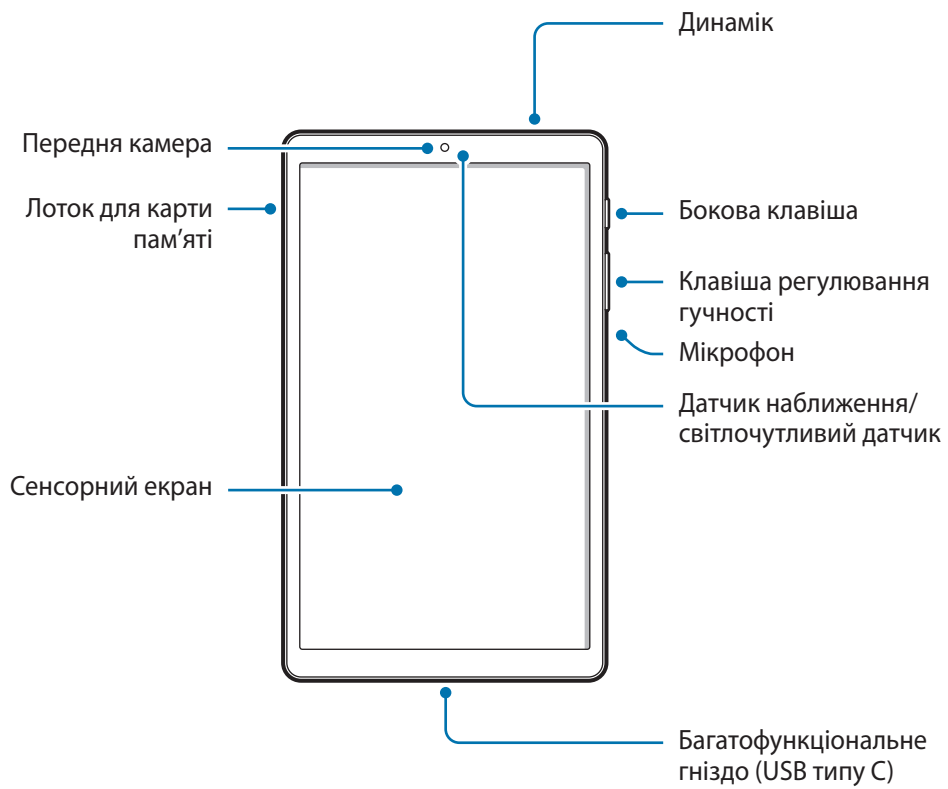 Динамік
Передня камера
Лоток для карти
пам’яті
Бокова клавіша
Клавіша регулювання
гучності
Мікрофон
Датчик наближення/
світлочутливий датчик
Сенсорний екран
Багатофункціональне
гніздо (USB типу C)